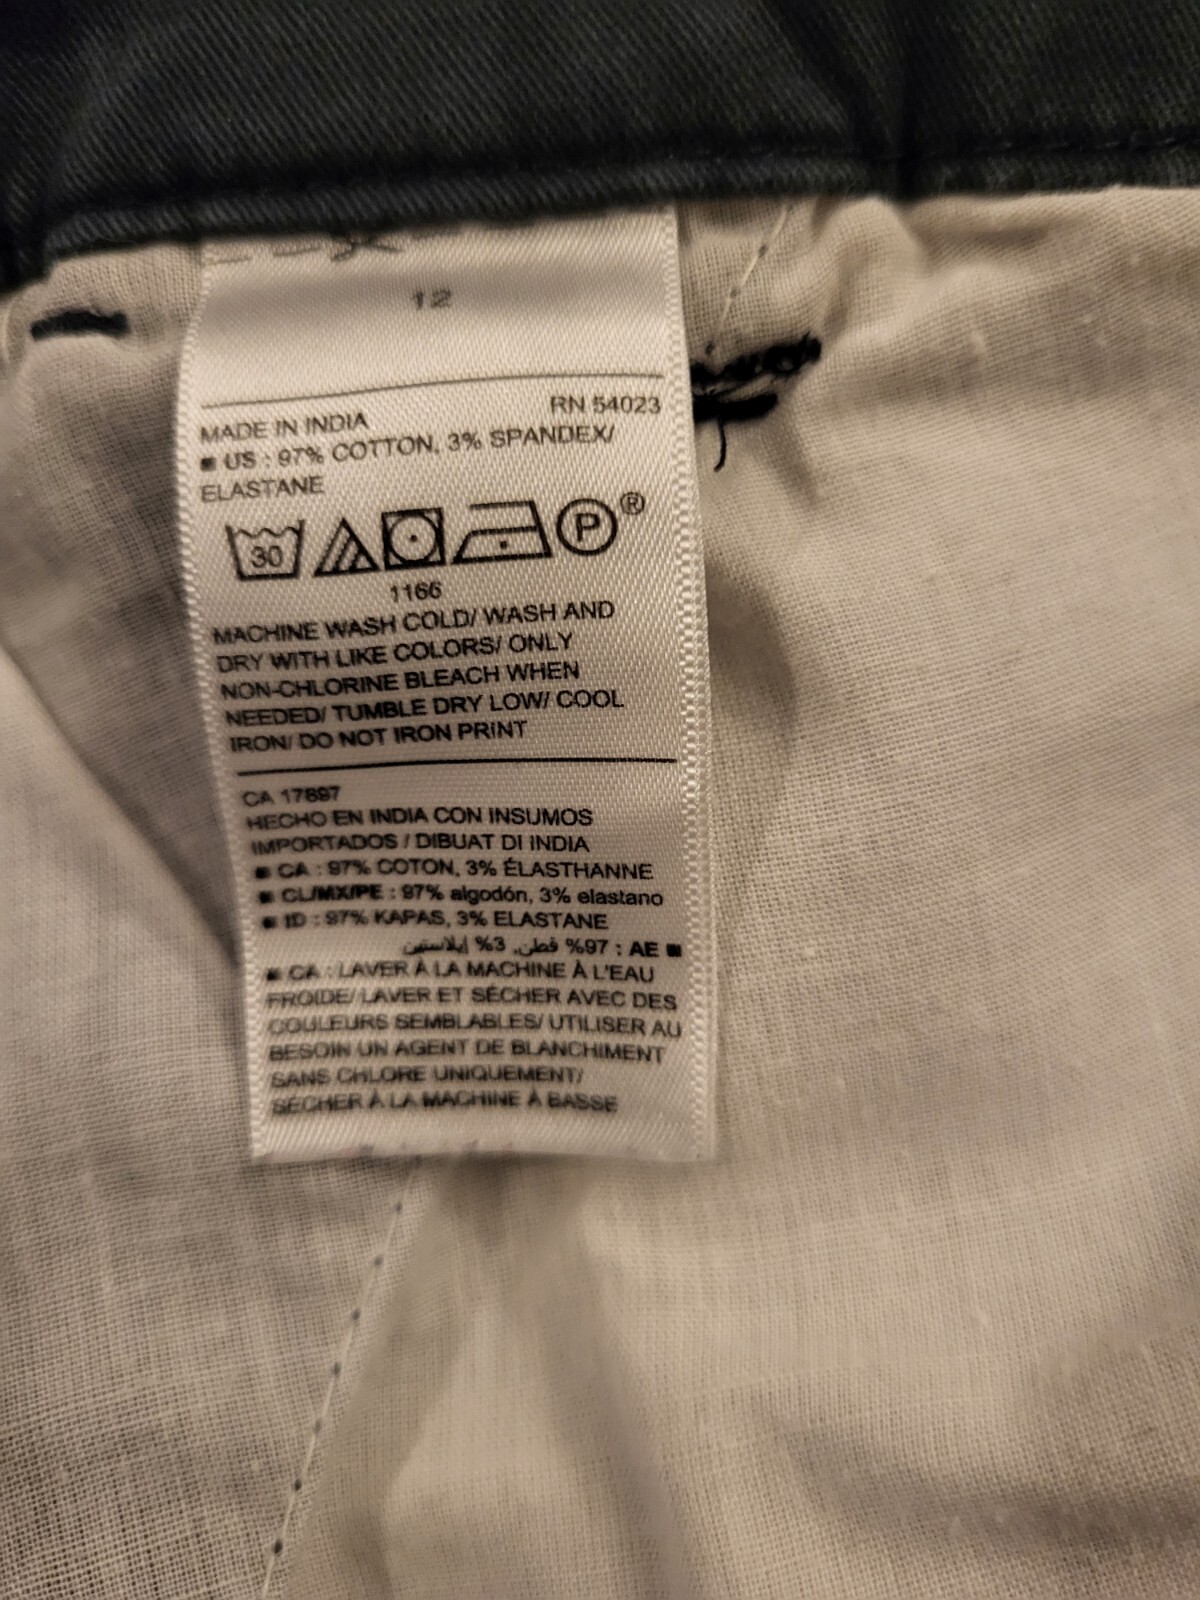 12
RN 54023
MADE IN INDIA
■ US : 97% COTTON, 3% SPANDEX/
ELASTANE
30 P ®
1166
MACHINE WASH COLD/ WASH AND
DRY WITH LIKE COLORS/ ONLY
NON-CHLORINE BLEACH WHEN
NEEDED/ TUMBLE DRY LOW/ COOL
IRON/ DO NOT IRON PRINT
CA 17897
HECHO EN INDIA CON INSUMOS
IMPORTADOS / DIBUAT DI INDIA
■ CA : 97% COTON, 3% ÉLASTHANNE
■ CL/MX/PE : 97% algodón, 3% elastano
■ ID : 97% KAPAS, 3% ELASTANE
■ AE : 97% قطن, 3% إيلاستين
■ CA : LAVER À LA MACHINE À L'EAU
FROIDE/ LAVER ET SÉCHER AVEC DES
COULEURS SEMBLABLES/ UTILISER AU
BESOIN UN AGENT DE BLANCHIMENT
SANS CHLORE UNIQUEMENT/
SÉCHER À LA MACHINE À BASSE